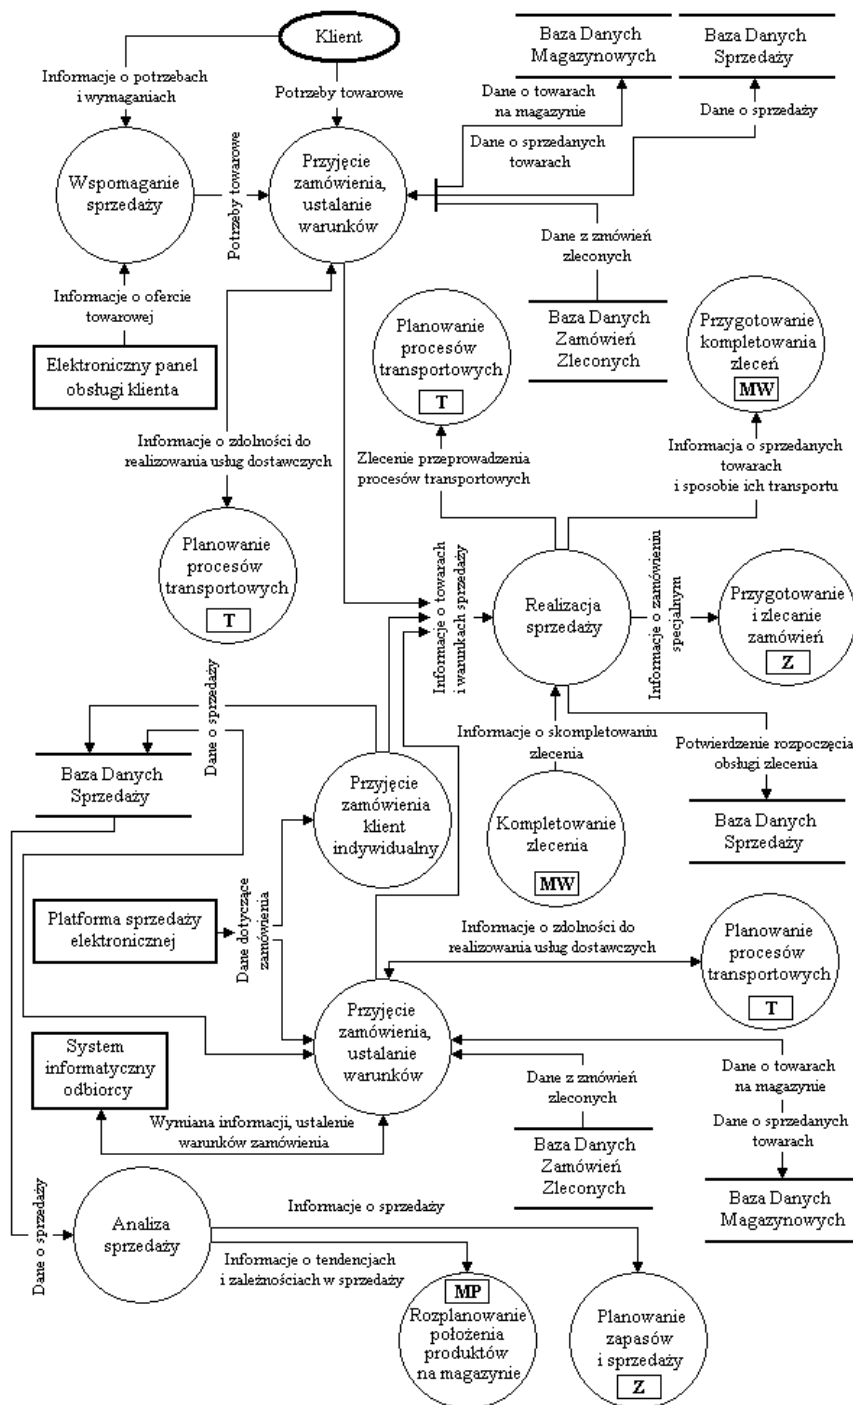 Klient
Baza Danych
Magazynowych
Baza Danych
Sprzedaży
Informacje o potrzebach
i wymaganiach
Potrzeby towarowe
Dane o towarach
na magazynie
Dane o sprzedaży
Dane o sprzedanych
towarach
Wspomaganie
sprzedaży
Potrzeby towarowe
Przyjęcie
zamówienia,
ustalanie
warunków
Dane z zmówień
zleconych
Informacje o ofercie
towarowej
Elektroniczny panel
obsługi klienta
Planowanie
procesów
transportowych
T
Baza Danych
Zamówień
Zleconych
Przygotowanie
kompletowania
zleceń
MW
Informacje o zdolności do
realizowania usług dostawczych
Zlecenie przeprowadzenia
procesów transportowych
Informacja o sprzedanych
towarach
i sposobie ich transportu
Planowanie
procesów
transportowych
T
Informacje o towarach
i warunkach sprzedaży
Realizacja
sprzedaży
Informacje o zamówieniu
specjalnym
Przygotowanie
i zlecanie
zamówień
Z
Dane o sprzedaży
Informacje o skompletowaniu
zlecenia
Potwierdzenie rozpoczęcia
obsługi zlecenia
Baza Danych
Sprzedaży
Przyjęcie
zamówienia
klient
indywidualny
Kompletowanie
zlecenia
MW
Baza Danych
Sprzedaży
Platforma sprzedaży
elektronicznej
Dane dotyczące
zamówienia
Informacje o zdolności do
realizowania usług dostawczych
Planowanie
procesów
transportowych
T
Przyjęcie
zamówienia,
ustalanie
warunków
System
informatyczny
odbiorcy
Dane z zmówień
zleconych
Dane o towarach
na magazynie
Dane o sprzedanych
towarach
Wymiana informacji, ustalenie
warunków zamówienia
Baza Danych
Zamówień
Zleconych
Baza Danych
Magazynowych
Dane o sprzedaży
Analiza
sprzedaży
Informacje o sprzedaży
Informacje o tendencjach
i zależnościach w sprzedaży
MP
Rozplanowanie
położenia
produktów
na magazynie
Planowanie
zapasów
i sprzedaży
Z